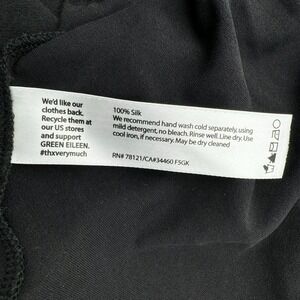 We'd like our
clothes back.
Recycle them at
our US stores
and support
GREEN EILEEN.
#thxverymuch
100% Silk
We recommend hand wash cold separately, using
mild detergent, no bleach. Rinse well. Line dry. Use
cool iron, if necessary. May be dry cleaned
RN# 78121/CA#34460 F5GK